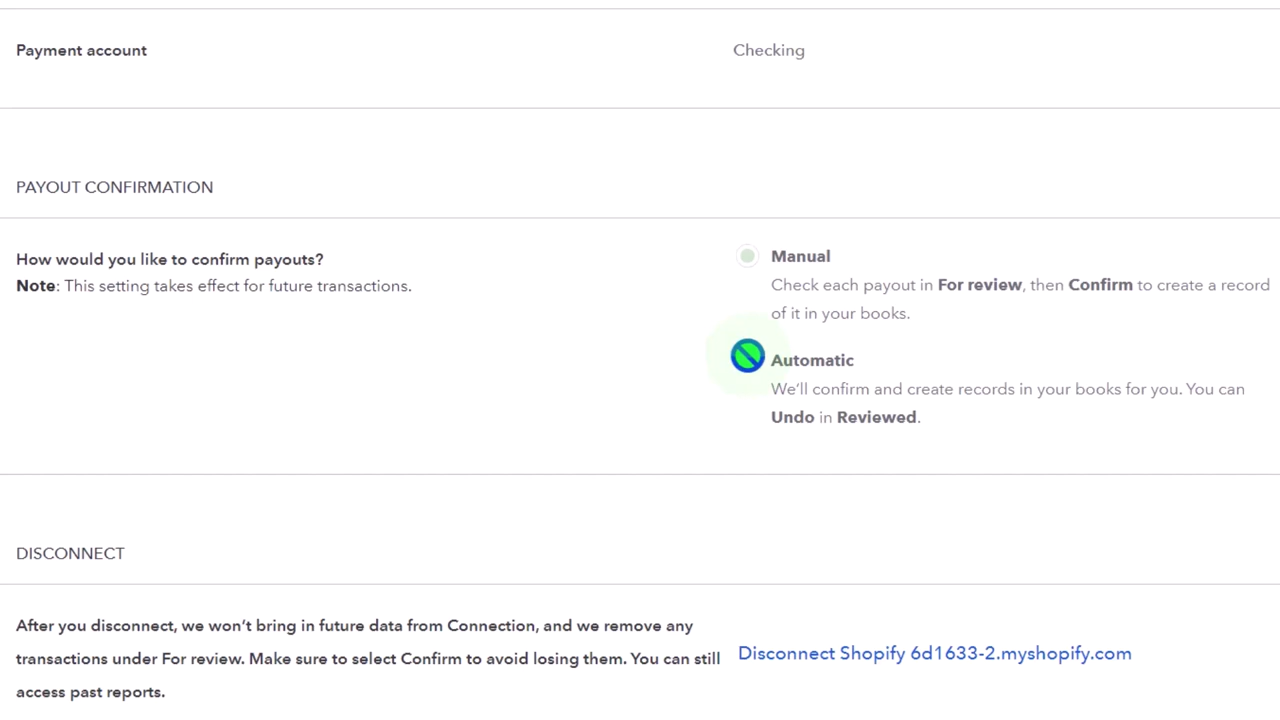 Payment account
Checking
PAYOUT CONFIRMATION
How would you like to confirm payouts?
Note: This setting takes effect for future transactions.
Manual
Check each payout in For review, then Confirm to create a record
of it in your books.
Automatic
We'll confirm and create records in your books for you. You can
Undo in Reviewed.
DISCONNECT
After you disconnect, we won't bring in future data from Connection, and we remove any
transactions under For review. Make sure to select Confirm to avoid losing them. You can still
access past reports.
Disconnect Shopify 6d1633-2.myshopify.com